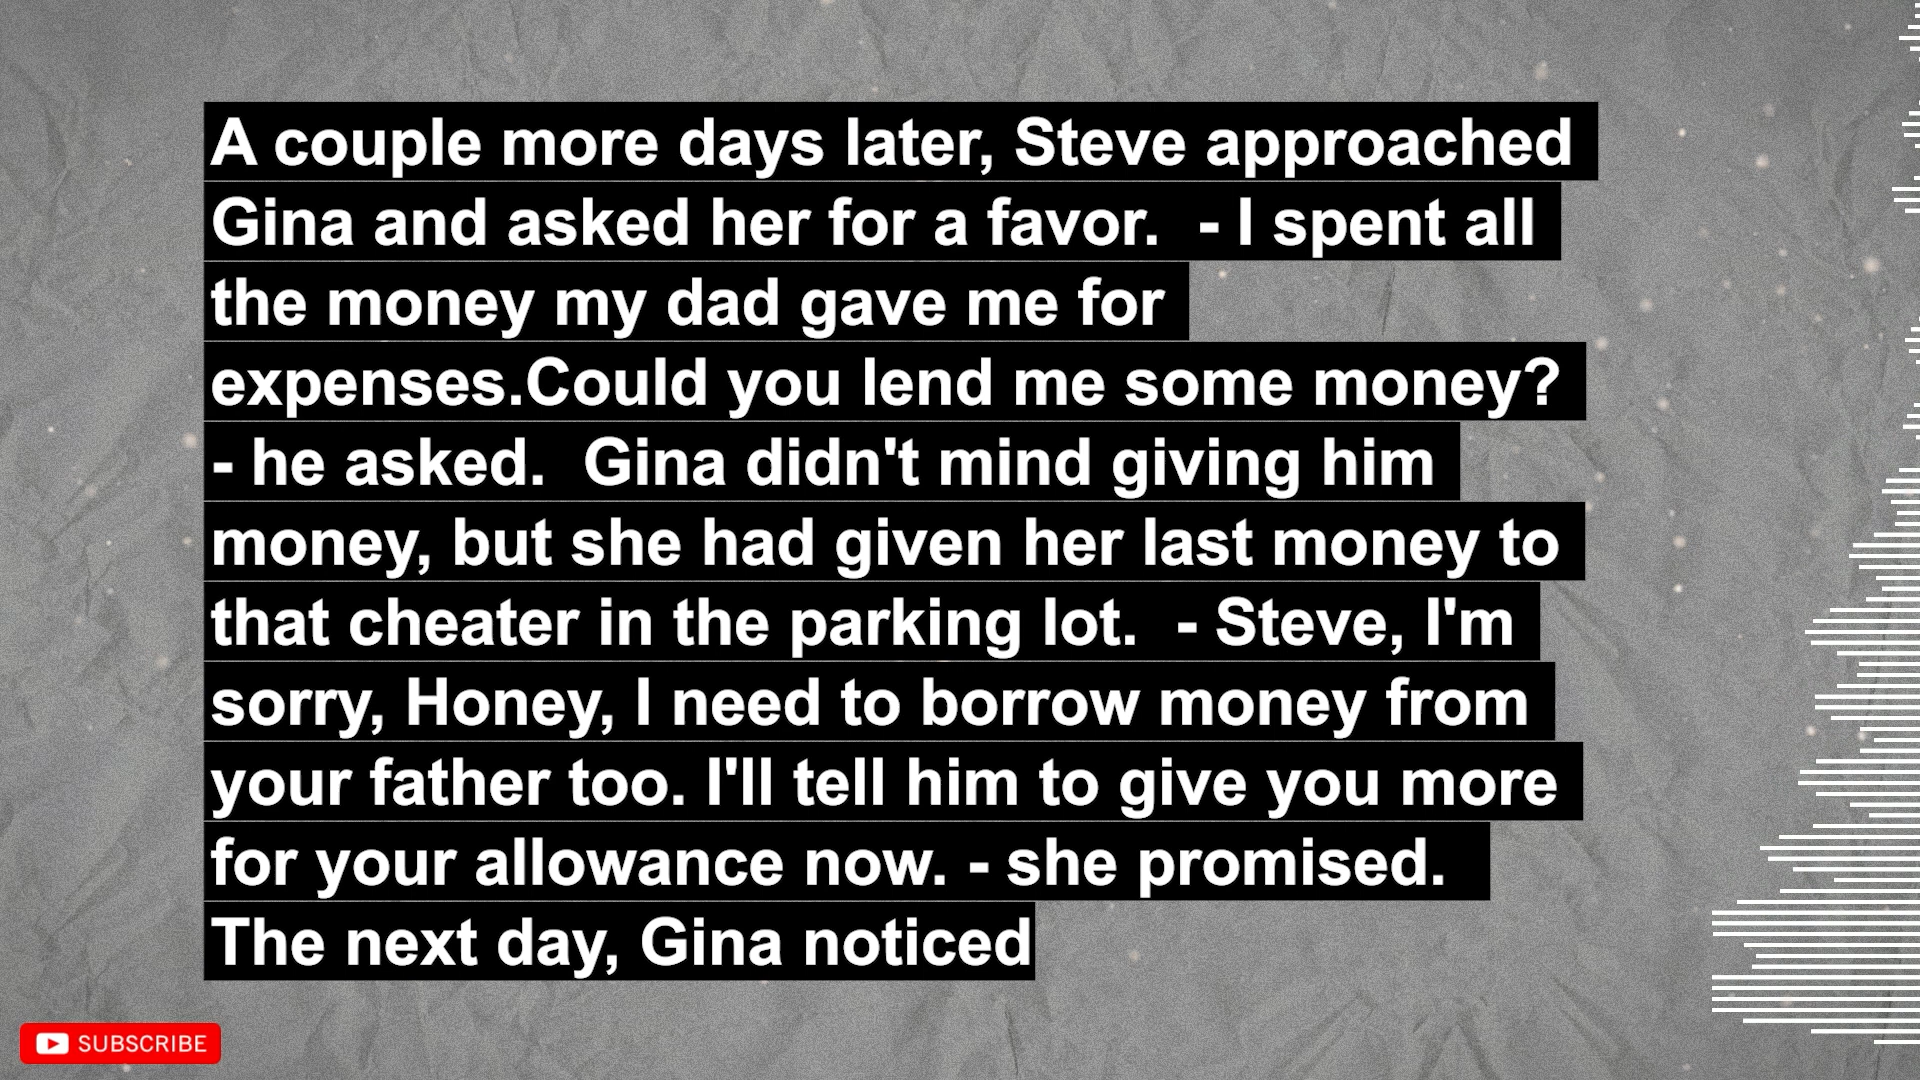 A couple more days later, Steve approached
Gina and asked her for a favor.  - I spent all
the money my dad gave me for
expenses.Could you lend me some money?
- he asked.  Gina didn't mind giving him
money, but she had given her last money to
that cheater in the parking lot.  - Steve, I'm
sorry, Honey, I need to borrow money from
your father too. I'll tell him to give you more
for your allowance now. - she promised.
The next day, Gina noticed
SUBSCRIBE